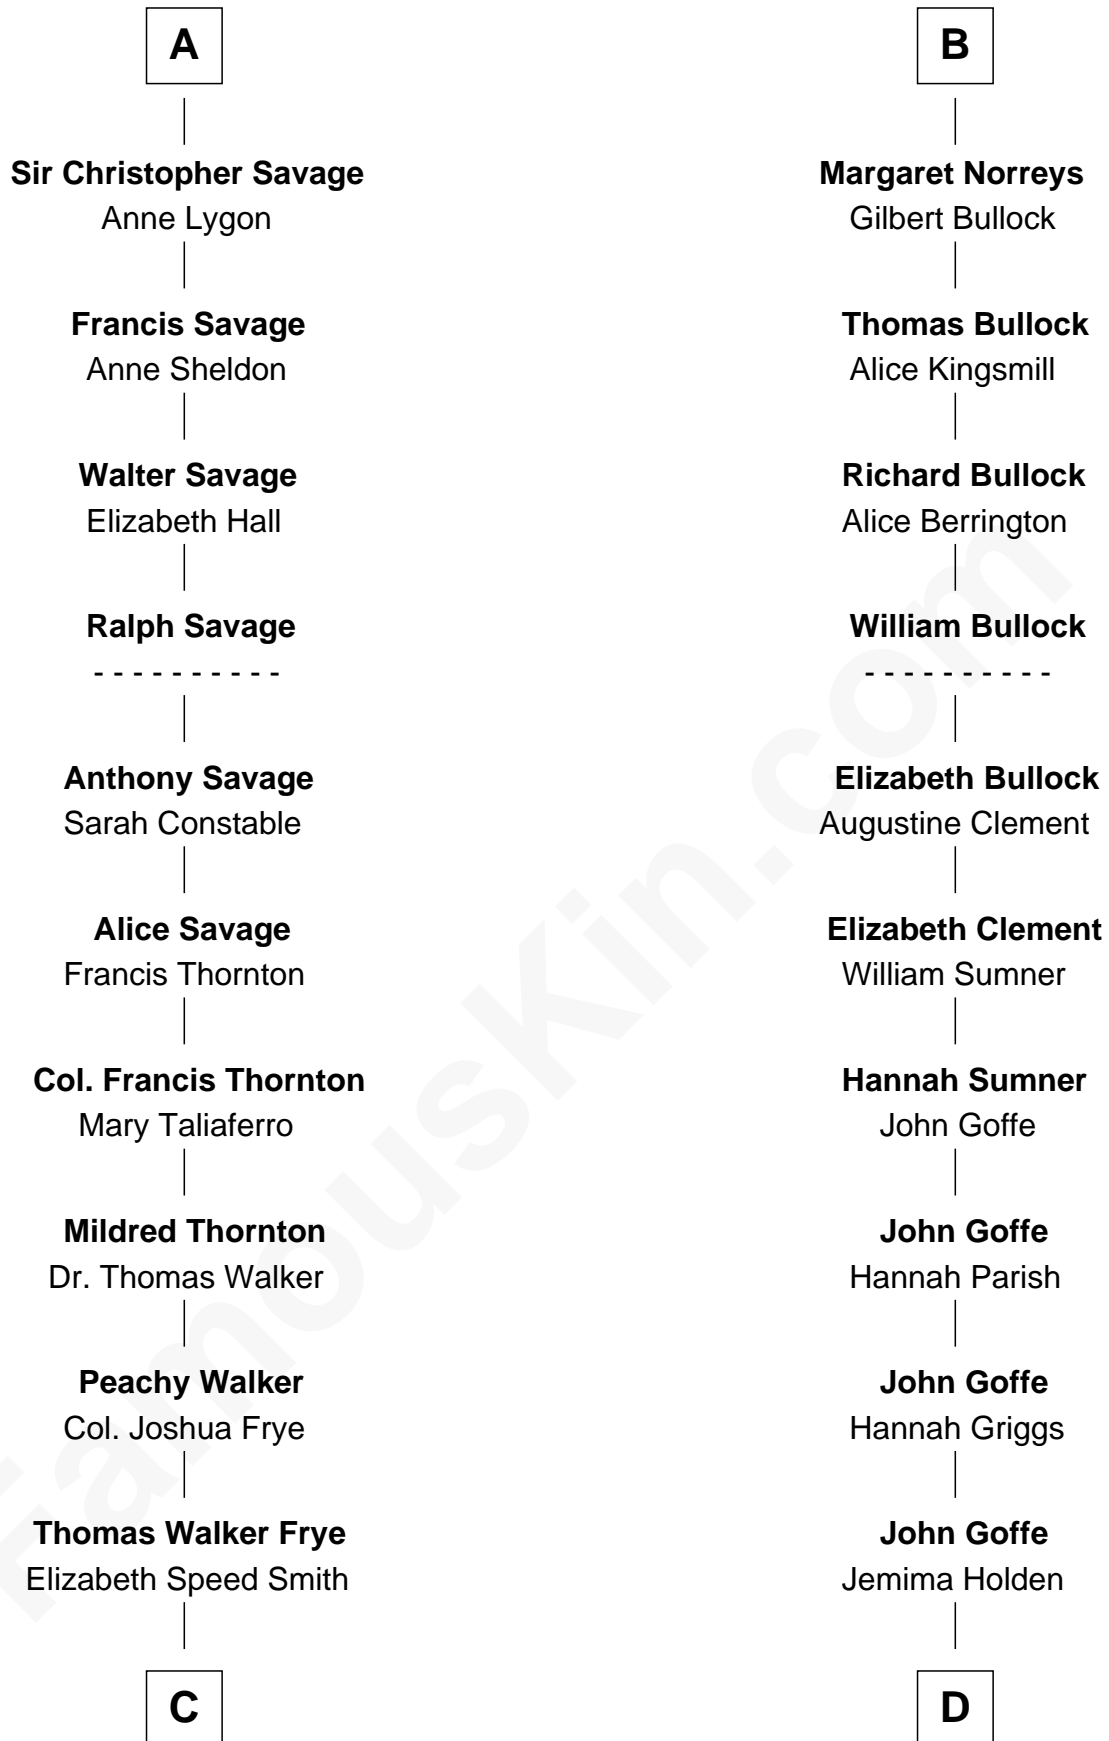 A
Sir Christopher Savage
Anne Lygon
Francis Savage
Anne Sheldon
Walter Savage
Elizabeth Hall
Ralph Savage
- - - - - - - - - -
Anthony Savage
Sarah Constable
Alice Savage
Francis Thornton
Col. Francis Thornton
Mary Taliaferro
Mildred Thornton
Dr. Thomas Walker
Peachy Walker
Col. Joshua Frye
Thomas Walker Frye
Elizabeth Speed Smith
C
B
Margaret Norreys
Gilbert Bullock
Thomas Bullock
Alice Kingsmill
Richard Bullock
Alice Berrington
William Bullock
- - - - - - - - - -
Elizabeth Bullock
Augustine Clement
Elizabeth Clement
William Sumner
Hannah Sumner
John Goffe
John Goffe
Hannah Parish
John Goffe
Hannah Griggs
John Goffe
Jemima Holden
D
FamousKin.com